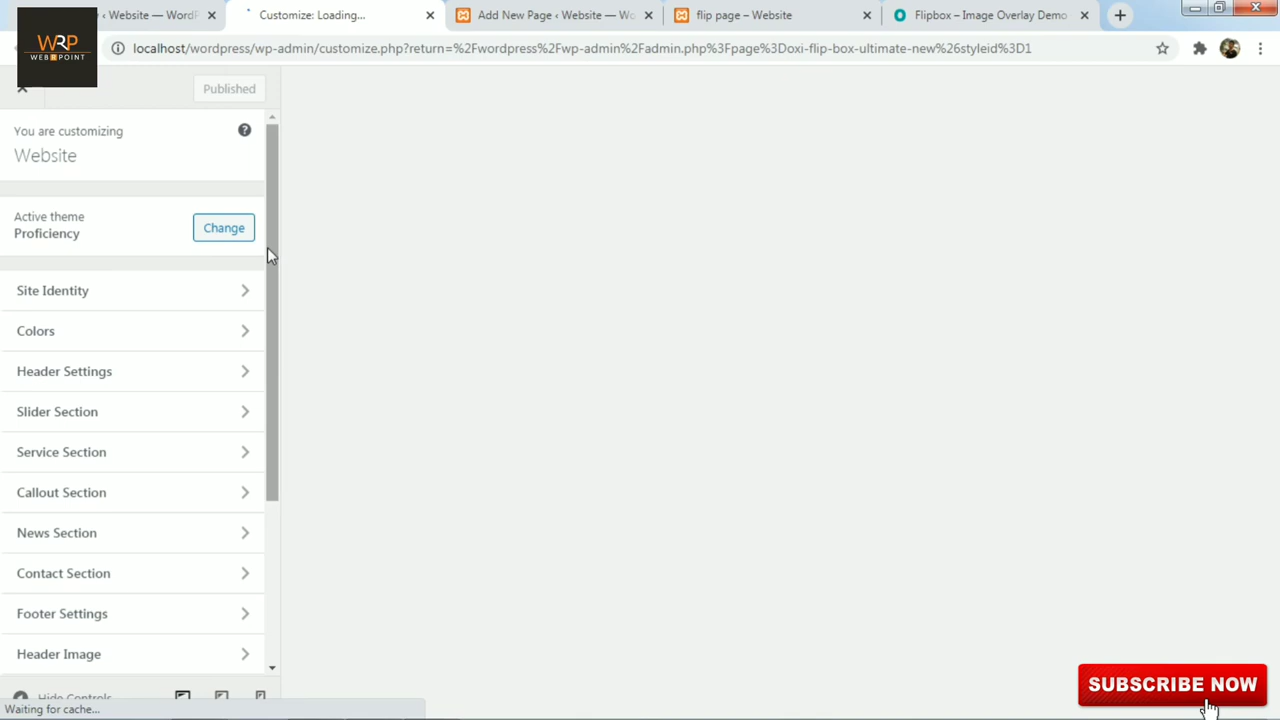 ‹ Website — WordP
Customize: Loading...
Add New Page ‹ Website — Wo
flip page – Website
Flipbox – Image Overlay Demo
WRP
WEB POINT
localhost/wordpress/wp-admin/customize.php?return=%2Fwordpress%2Fwp-admin%2Fadmin.php%3Fpage%3Doxi-flip-box-ultimate-new%26styleid%3D1
Published
You are customizing
Website
Active theme
Proficiency
Change
Site Identity
Colors
Header Settings
Slider Section
Service Section
Callout Section
News Section
Contact Section
Footer Settings
Header Image
Hide Controls
Waiting for cache...
SUBSCRIBE NOW